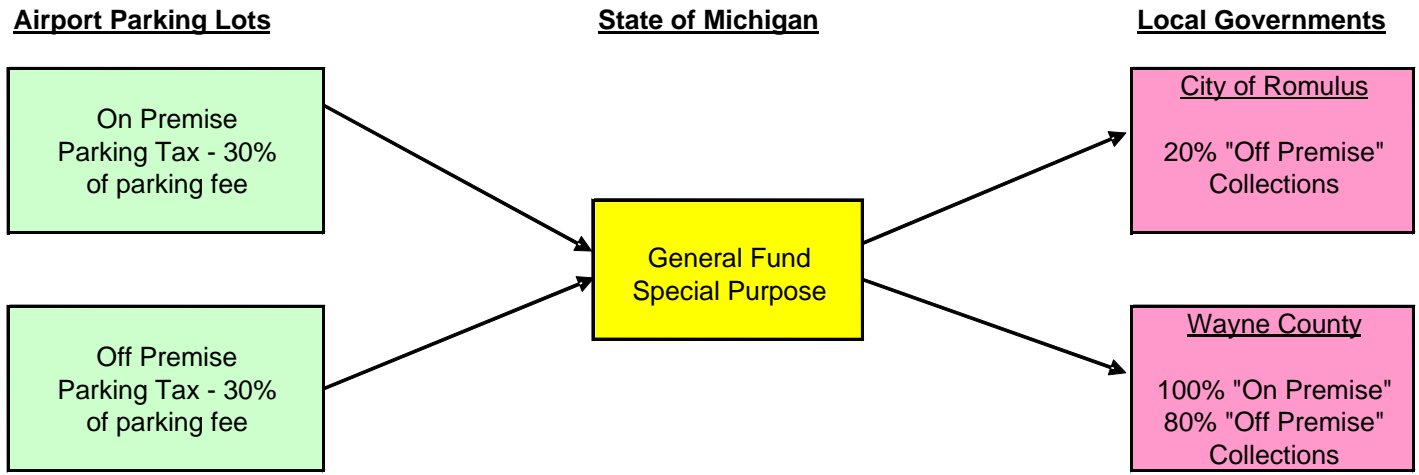 Airport Parking Lots
State of Michigan
Local Governments
On Premise
Parking Tax - 30%
of parking fee
Off Premise
Parking Tax - 30%
of parking fee
General Fund
Special Purpose
City of Romulus
20% "Off Premise"
Collections
Wayne County
100% "On Premise"
80% "Off Premise"
Collections